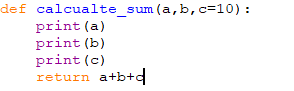 def calcualte_sum(a,b,c=10):
    print(a)
    print(b)
    print(c)
    return a+b+c